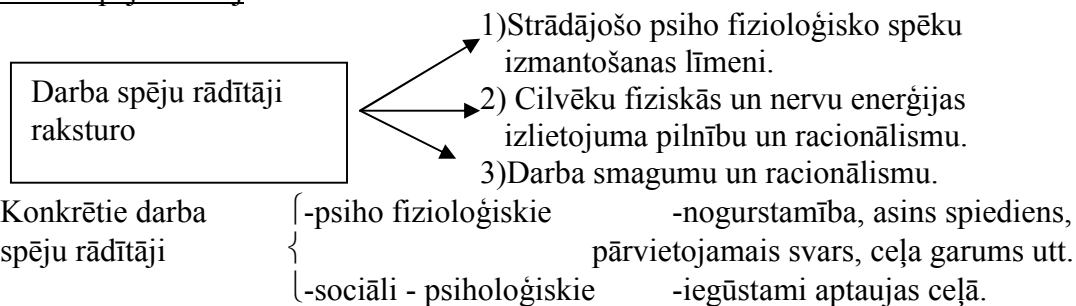 1)Strādājošo psiho fizioloģisko spēku
izmantošanas līmeni.
Darba spēju rādītāji
raksturo
2) Cilvēku fiziskās un nervu enerģijas
izlietojuma pilnību un racionālismu.
3)Darba smagumu un racionālismu.
Konkrētie darba -psiho fizioloģiskie -nogurstamība, asins spiediens,
spēju rādītāji pārvietojamais svars, ceļa garums utt.
-sociāli - psiholoģiskie -iegūstami aptaujas ceļā.